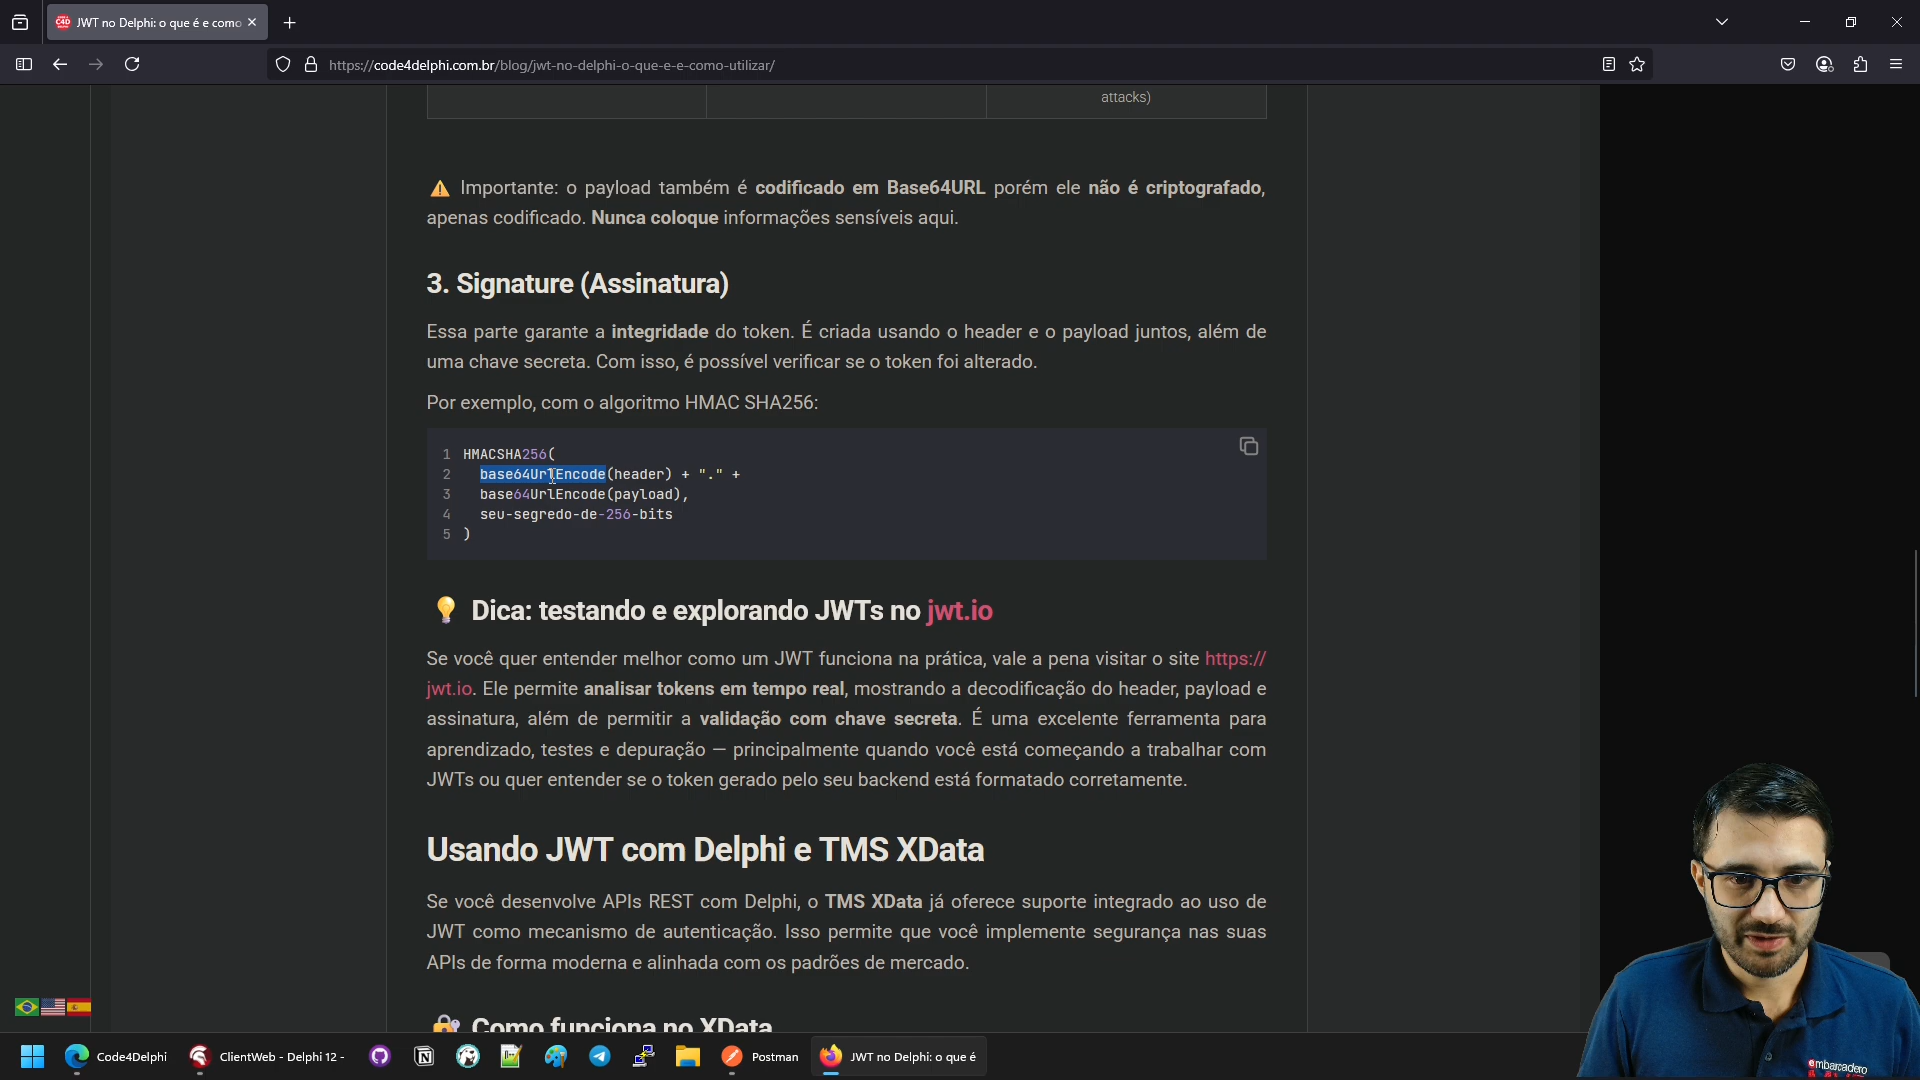 JWT no Delphi: o que é e como
https://code4delphi.com.br/blog/jwt-no-delphi-o-que-e-e-como-utilizar/
attacks)
⚠️ Importante: o payload também é codificado em Base64URL porém ele não é criptografado,
apenas codificado. Nunca coloque informações sensíveis aqui.
3. Signature (Assinatura)
Essa parte garante a integridade do token. É criada usando o header e o payload juntos, além de
uma chave secreta. Com isso, é possível verificar se o token foi alterado.
Por exemplo, com o algoritmo HMAC SHA256:
1 HMACSHA256(
2 base64UrlEncode(header) + "." +
3 base64UrlEncode(payload),
4 seu-segredo-de-256-bits
5 )
💡 Dica: testando e explorando JWTs no jwt.io
Se você quer entender melhor como um JWT funciona na prática, vale a pena visitar o site https://
jwt.io. Ele permite analisar tokens em tempo real, mostrando a decodificação do header, payload e
assinatura, além de permitir a validação com chave secreta. É uma excelente ferramenta para
aprendizado, testes e depuração — principalmente quando você está começando a trabalhar com
JWTs ou quer entender se o token gerado pelo seu backend está formatado corretamente.
Usando JWT com Delphi e TMS XData
Se você desenvolve APIs REST com Delphi, o TMS XData já oferece suporte integrado ao uso de
JWT como mecanismo de autenticação. Isso permite que você implemente segurança nas suas
APIs de forma moderna e alinhada com os padrões de mercado.
🔐 Como funciona no XData
Code4Delphi
ClientWeb - Delphi 12 -
Postman
JWT no Delphi: o que é
embarcadero